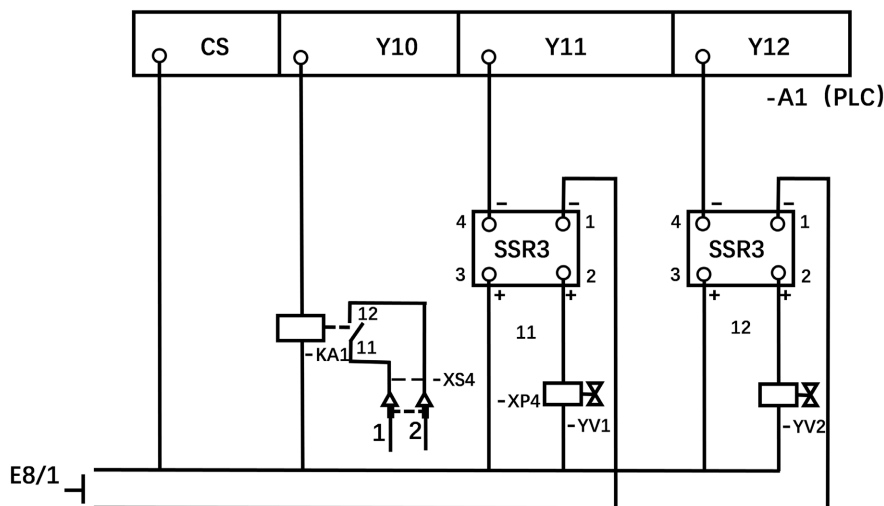 CS Y10 Y11 Y12
-A1 (PLC)
- - - -
4 1 4 1
SSR3 SSR3
3 2 3 2
+ + + +
12
11 12
11
-KA1
-XS4
-XP4
1 2 -YV1 -YV2
E8/1